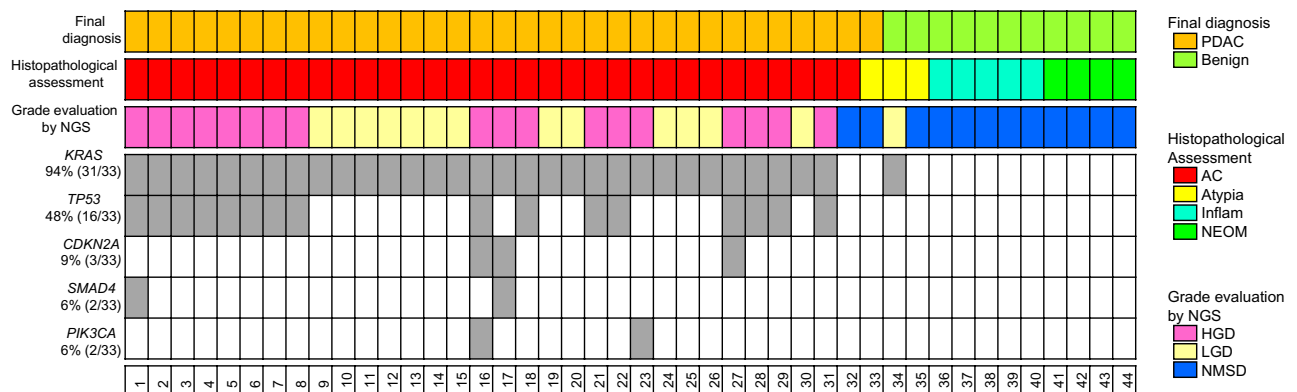 Final diagnosis
Histopathological assessment
Grade evaluation by NGS
KRAS
94% (31/33)
TP53
48% (16/33)
CDKN2A
9% (3/33)
SMAD4
6% (2/33)
PIK3CA
6% (2/33)
1 2 3 4 5 6 7 8 9 10 11 12 13 14 15 16 17 18 19 20 21 22 23 24 25 26 27 28 29 30 31 32 33 34 35 36 37 38 39 40 41 42 43 44
Final diagnosis
PDAC
Benign
Histopathological
Assessment
AC
Atypia
Inflam
NEOM
Grade evaluation
by NGS
HGD
LGD
NMSD